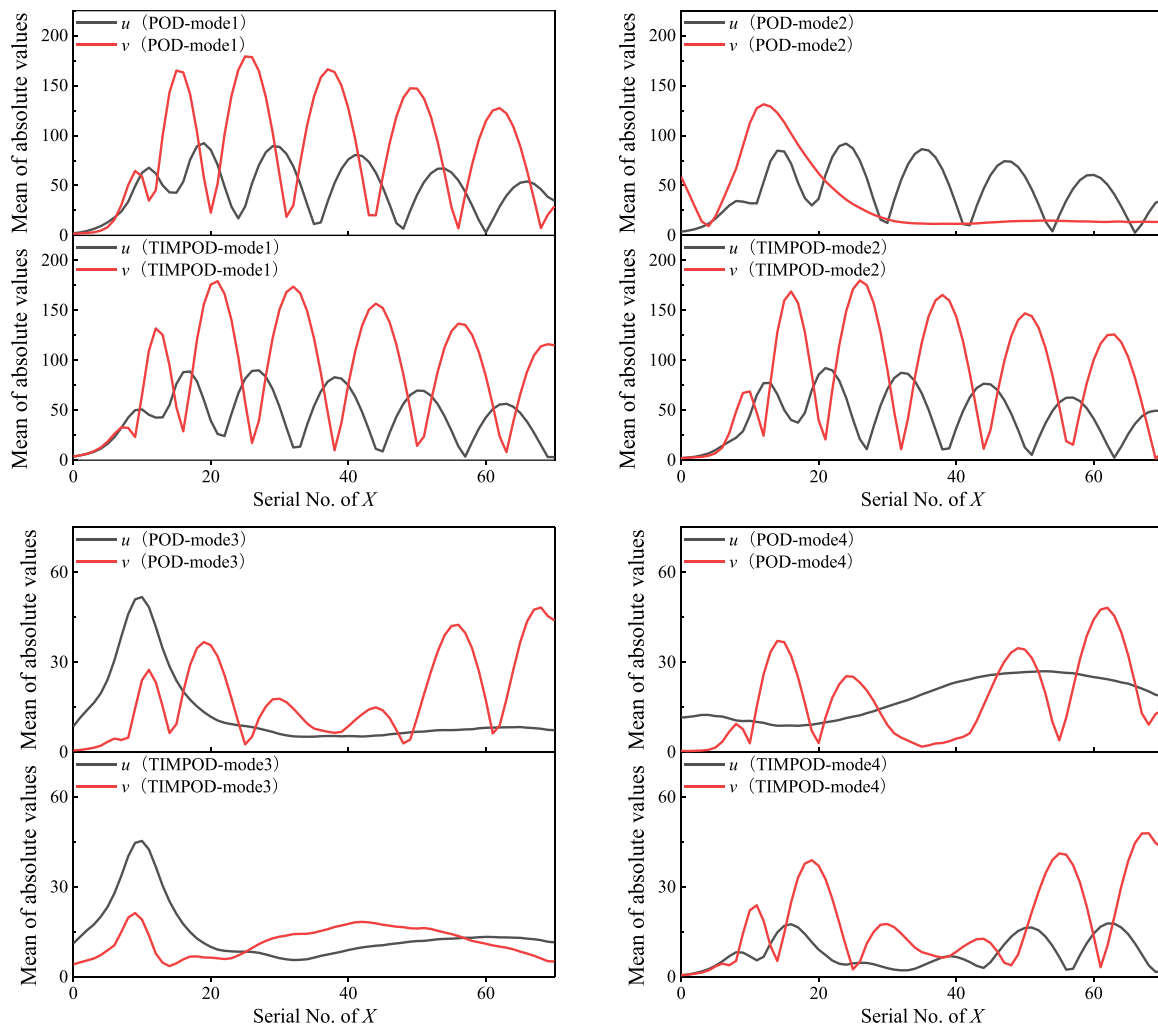 u（POD-mode1）
v（POD-mode1）
Mean of absolute values
225
200
150
100
50
0
u（TIMPOD-mode1）
v（TIMPOD-mode1）
Mean of absolute values
200
150
100
50
0
0 20 40 60
Serial No. of X
u（POD-mode2）
v（POD-mode2）
Mean of absolute values
200
150
100
50
0
u（TIMPOD-mode2）
v（TIMPOD-mode2）
Mean of absolute values
200
150
100
50
0
0 20 40 60
Serial No. of X
u（POD-mode3）
v（POD-mode3）
Mean of absolute values
60
30
0
u（TIMPOD-mode3）
v（TIMPOD-mode3）
Mean of absolute values
60
30
0
0 20 40 60
Serial No. of X
u（POD-mode4）
v（POD-mode4）
Mean of absolute values
60
30
0
u（TIMPOD-mode4）
v（TIMPOD-mode4）
Mean of absolute values
60
30
0
0 20 40 60
Serial No. of X